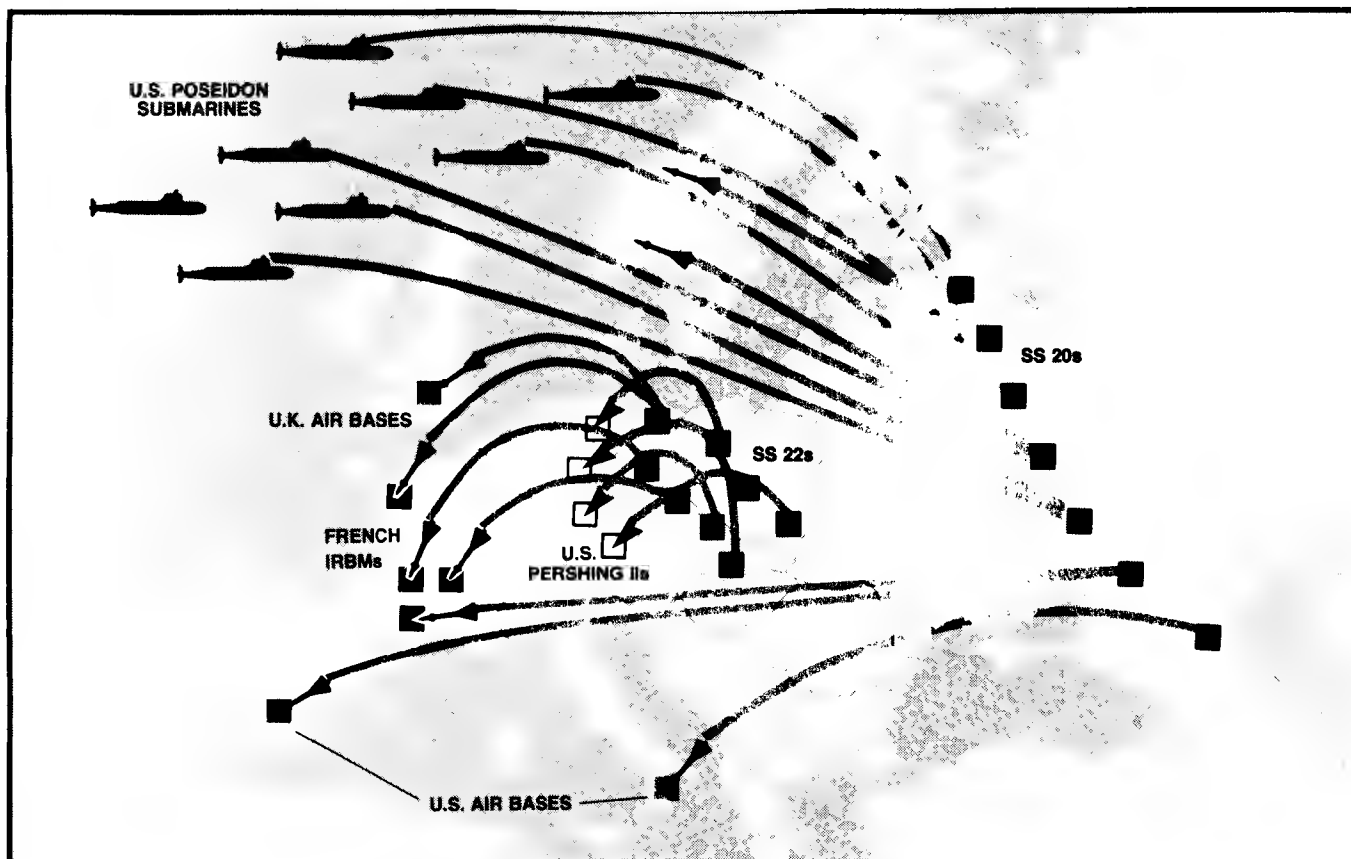 U.S. POSEIDON
SUBMARINES
SS 20s
U.K. AIR BASES
SS 22s
FRENCH
IRBMs
U.S.
PERSHING IIs
U.S. AIR BASES